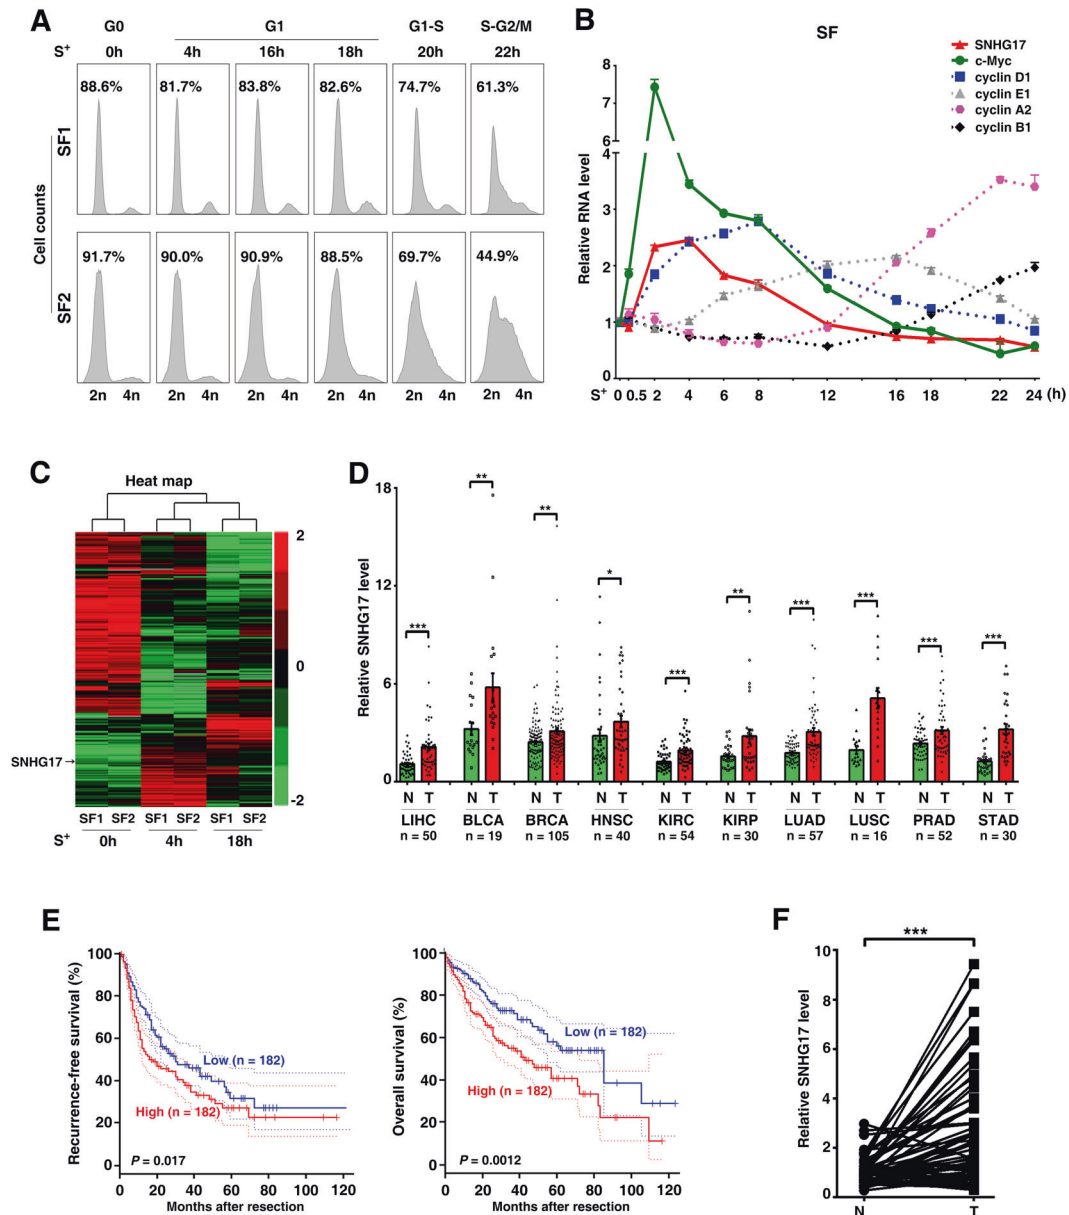 A
G0 G1 G1-S S-G2/M
S+ 0h 4h 16h 18h 20h 22h
Cell counts
SF1
88.6% 81.7% 83.8% 82.6% 74.7% 61.3%
SF2
91.7% 90.0% 90.9% 88.5% 69.7% 44.9%
2n 4n 2n 4n 2n 4n 2n 4n 2n 4n 2n 4n
B
SF
SNHG17
c-Myc
cyclin D1
cyclin E1
cyclin A2
cyclin B1
Relative RNA level
8
7
6
4
3
2
1
0
S+ 0 0.5 2 4 6 8 12 16 18 22 24 (h)
C
Heat map
2
0
-2
SNHG17→
SF1 SF2 SF1 SF2 SF1 SF2
S+ 0h 4h 18h
D
Relative SNHG17 level
18
12
6
0
*** ** ** * *** ** *** *** *** ***
N T N T N T N T N T N T N T N T N T N T
LIHC BLCA BRCA HNSC KIRC KIRP LUAD LUSC PRAD STAD
n = 50 n = 19 n = 105 n = 40 n = 54 n = 30 n = 57 n = 16 n = 52 n = 30
E
Recurrence-free survival (%)
100
80
60
40
20
0
Low (n = 182)
High (n = 182)
P = 0.017
0 20 40 60 80 100 120
Months after resection
Overall survival (%)
100
80
60
40
20
0
Low (n = 182)
High (n = 182)
P = 0.0012
0 20 40 60 80 100 120
Months after resection
F
***
Relative SNHG17 level
10
8
6
4
2
0
N T